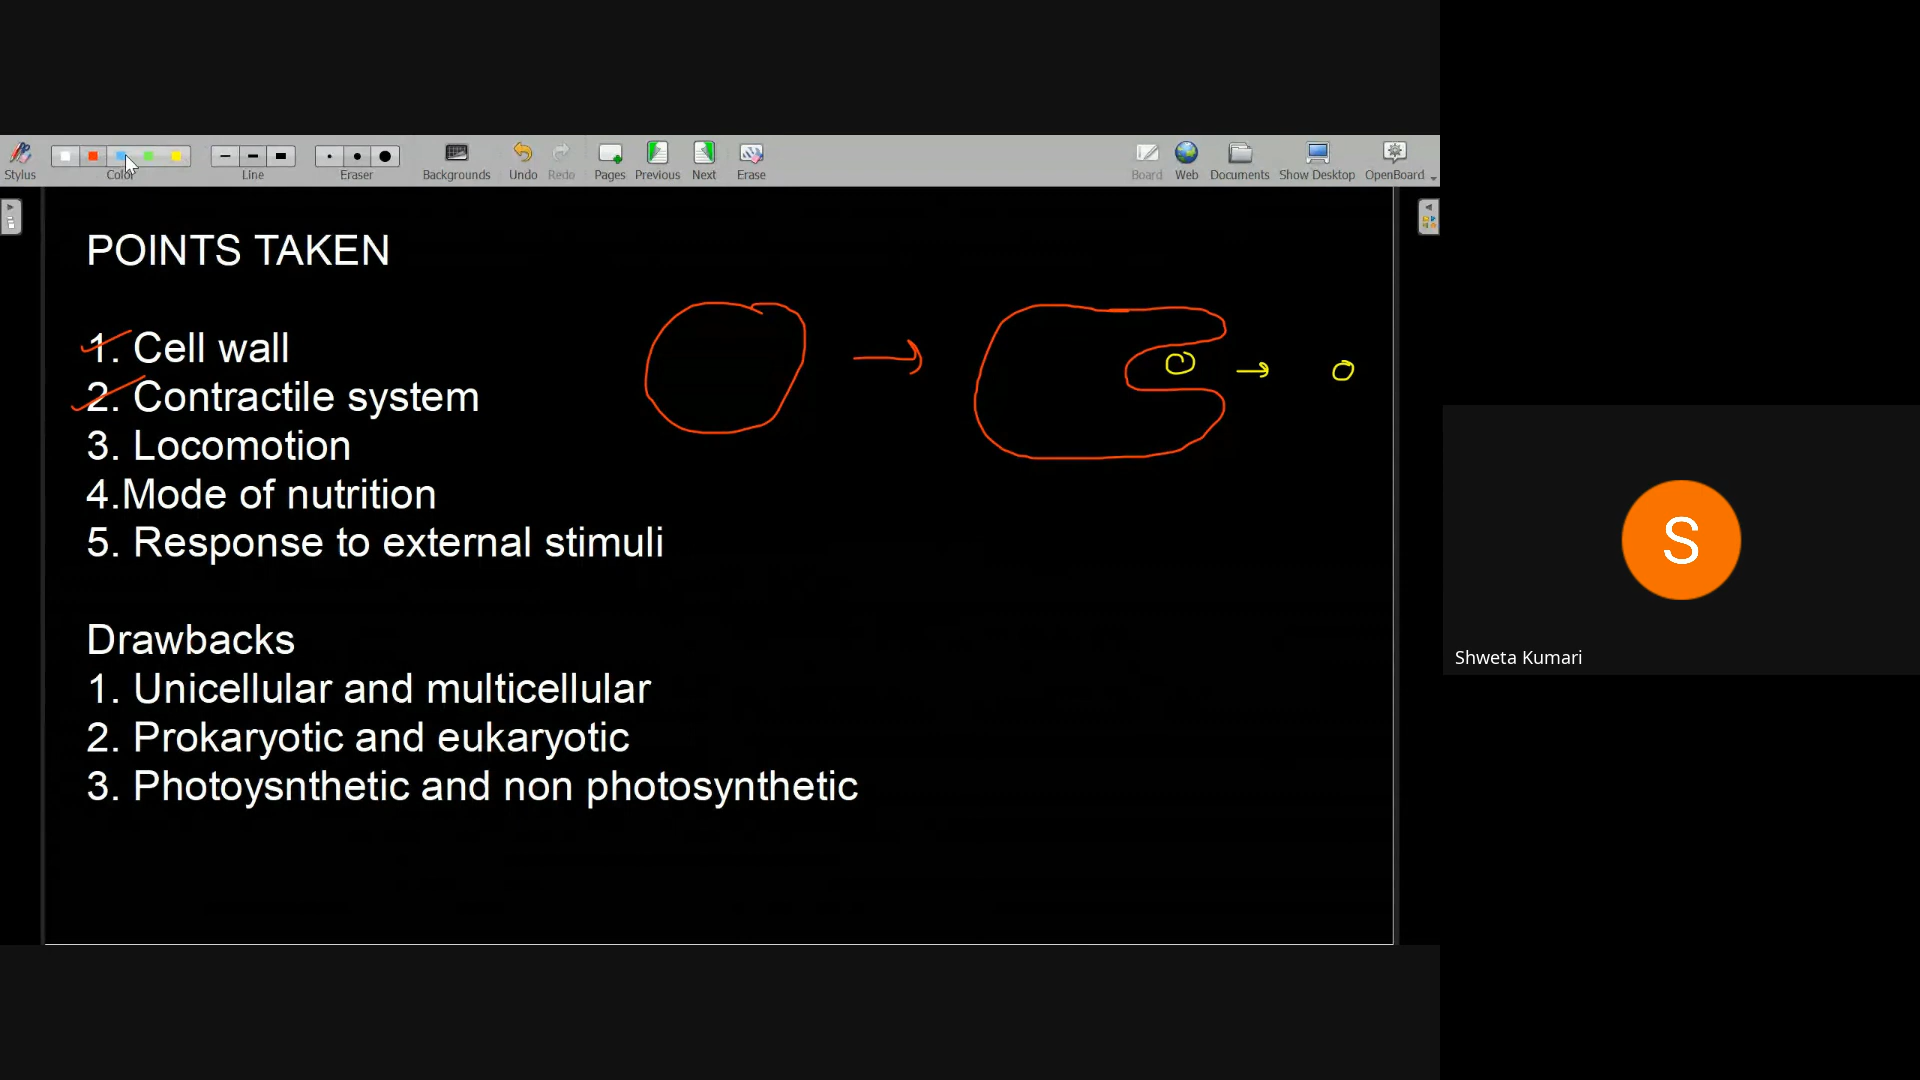 Stylus
Color
Line
Eraser
Backgrounds
Undo
Redo
Pages
Previous
Next
Erase
Board
Web
Documents
Show Desktop
OpenBoard
POINTS TAKEN
1. Cell wall
2. Contractile system
3. Locomotion
4.Mode of nutrition
5. Response to external stimuli
Drawbacks
1. Unicellular and multicellular
2. Prokaryotic and eukaryotic
3. Photoysnthetic and non photosynthetic
S
Shweta Kumari